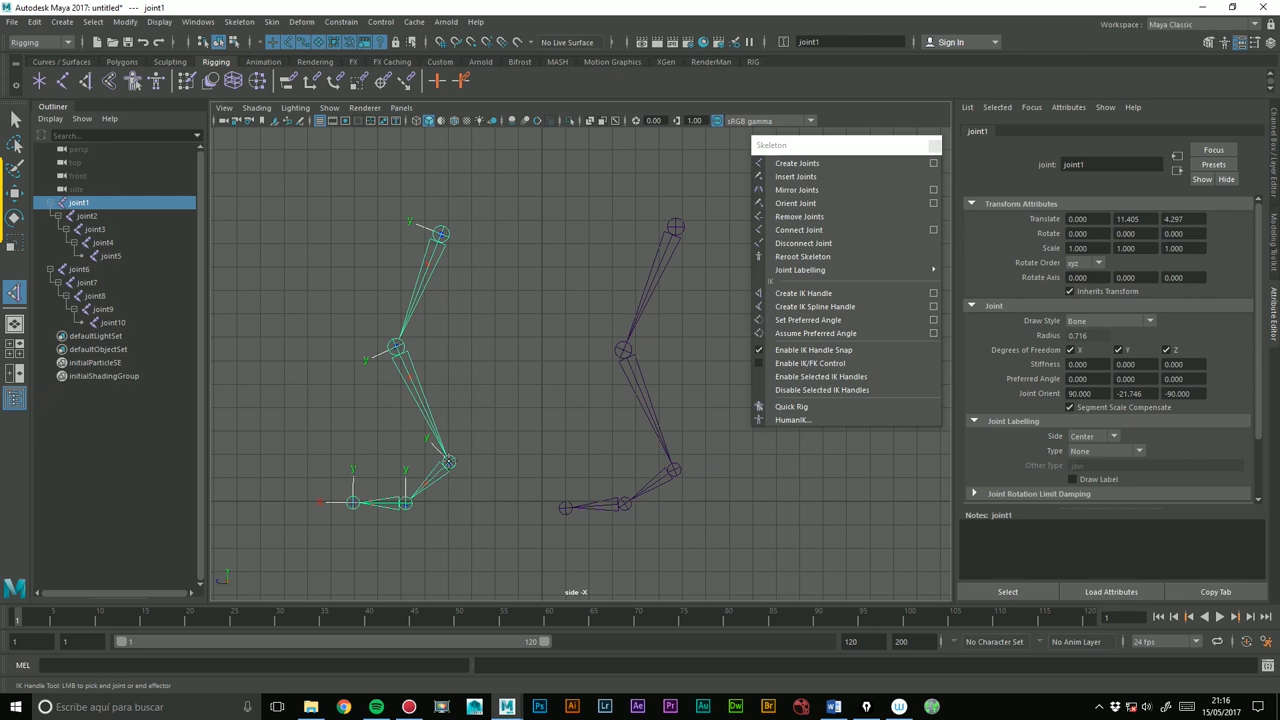 Autodesk Maya 2017: untitled*   ---   joint1
File Edit Create Select Modify Display Windows Skeleton Skin Deform Constrain Control Cache Arnold Help
Workspace : Maya Classic
Rigging
No Live Surface
joint1
Sign In
Curves / Surfaces Polygons Sculpting Rigging Animation Rendering FX FX Caching Custom Arnold Bifrost MASH Motion Graphics XGen RenderMan RIG
Outliner
Display Show Help
Search...
persp
top
front
side
joint1
joint2
joint3
joint4
joint5
joint6
joint7
joint8
joint9
joint10
defaultLightSet
defaultObjectSet
initialParticleSE
initialShadingGroup
View Shading Lighting Show Renderer Panels
0.00 1.00 sRGB gamma
y
y
y
y y
side -X
Skeleton
Create Joints
Insert Joints
Mirror Joints
Orient Joint
Remove Joints
Connect Joint
Disconnect Joint
Reroot Skeleton
Joint Labelling
IK
Create IK Handle
Create IK Spline Handle
Set Preferred Angle
Assume Preferred Angle
Enable IK Handle Snap
Enable IK/FK Control
Enable Selected IK Handles
Disable Selected IK Handles
Quick Rig
HumanIK...
List Selected Focus Attributes Show Help
joint1
joint: joint1
Focus
Presets
Show Hide
Transform Attributes
Translate 0.000 11.405 4.297
Rotate 0.000 0.000 0.000
Scale 1.000 1.000 1.000
Rotate Order xyz
Rotate Axis 0.000 0.000 0.000
Inherits Transform
Joint
Draw Style Bone
Radius 0.716
Degrees of Freedom X Y Z
Stiffness 0.000 0.000 0.000
Preferred Angle 0.000 0.000 0.000
Joint Orient 90.000 -21.746 -90.000
Segment Scale Compensate
Joint Labelling
Side Center
Type None
Other Type jaw
Draw Label
Joint Rotation Limit Damping
Notes: joint1
Select Load Attributes Copy Tab
Channel Box / Layer Editor
Modeling Toolkit
Attribute Editor
5 10 15 20 25 30 35 40 45 50 55 60 65 70 75 80 85 90 95 100 105 110 115 120
1
1
1 1 1 120 120 200 No Character Set No Anim Layer 24 fps
MEL
IK Handle Tool: LMB to pick end joint or end effector
Escribe aquí para buscar
21:16
15/05/2017